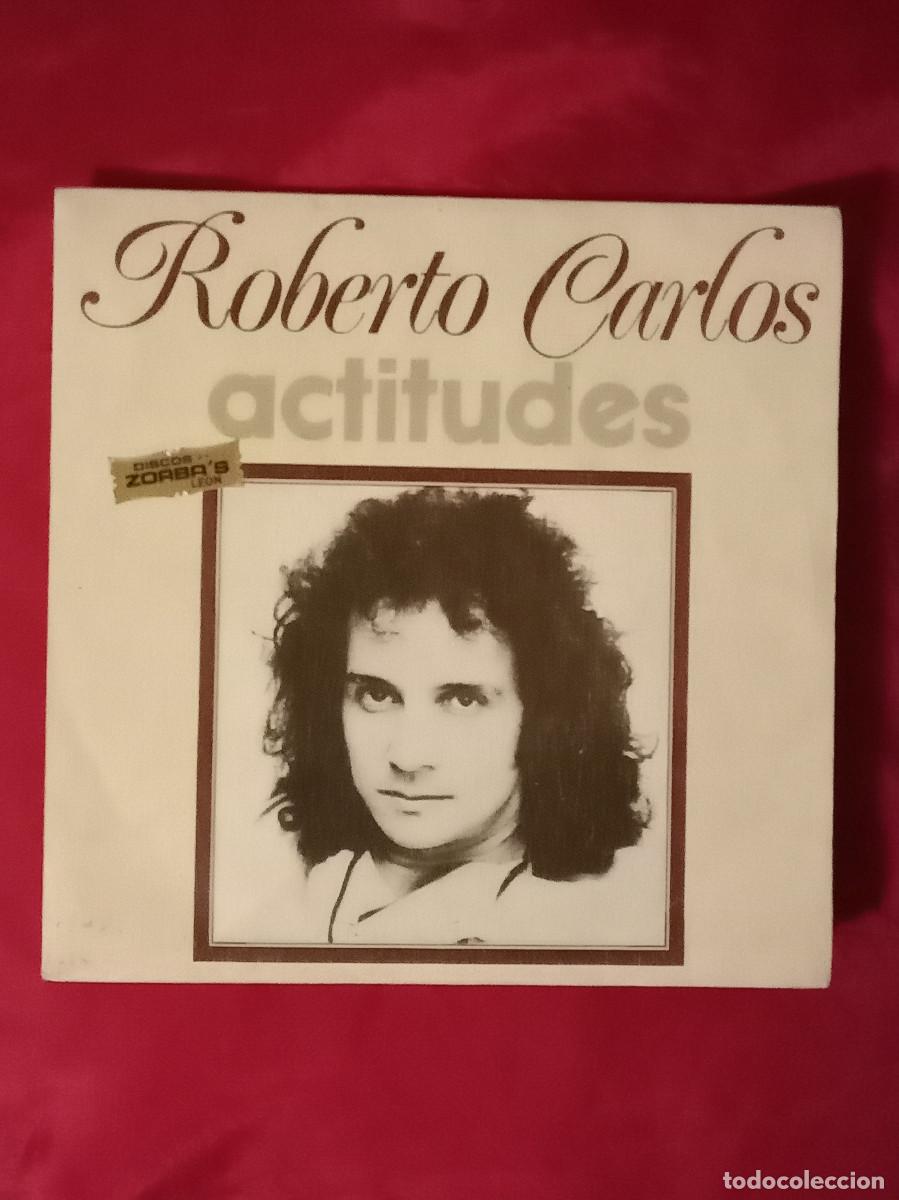 Roberto Carlos
actitudes
DISCOS
ZORBA'S
LEON
todocoleccion